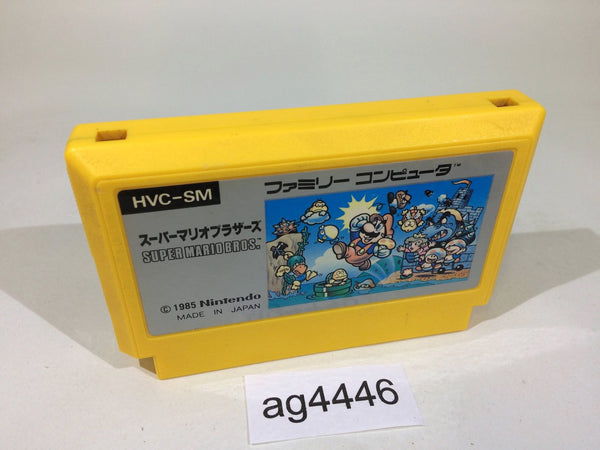 HVC-SM
ファミリー コンピュータ™
スーパーマリオブラザーズ
SUPER MARIO BROS.™
© 1985 Nintendo
MADE IN JAPAN
ag4446